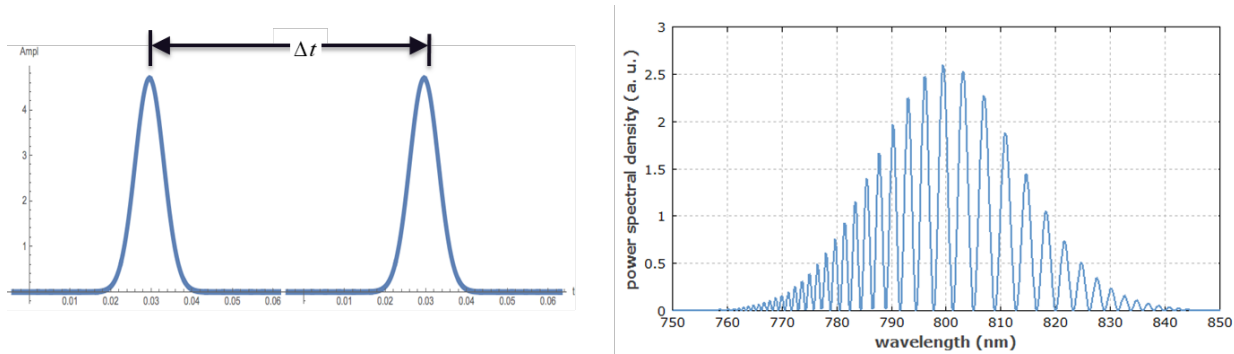 Δt
Ampl
4
3
2
1
0.01 0.02 0.03 0.04 0.05 0.06 0.01 0.02 0.03 0.04 0.05 0.06 t
power spectral density (a. u.)
3
2.5
2
1.5
1
0.5
0
750 760 770 780 790 800 810 820 830 840 850
wavelength (nm)